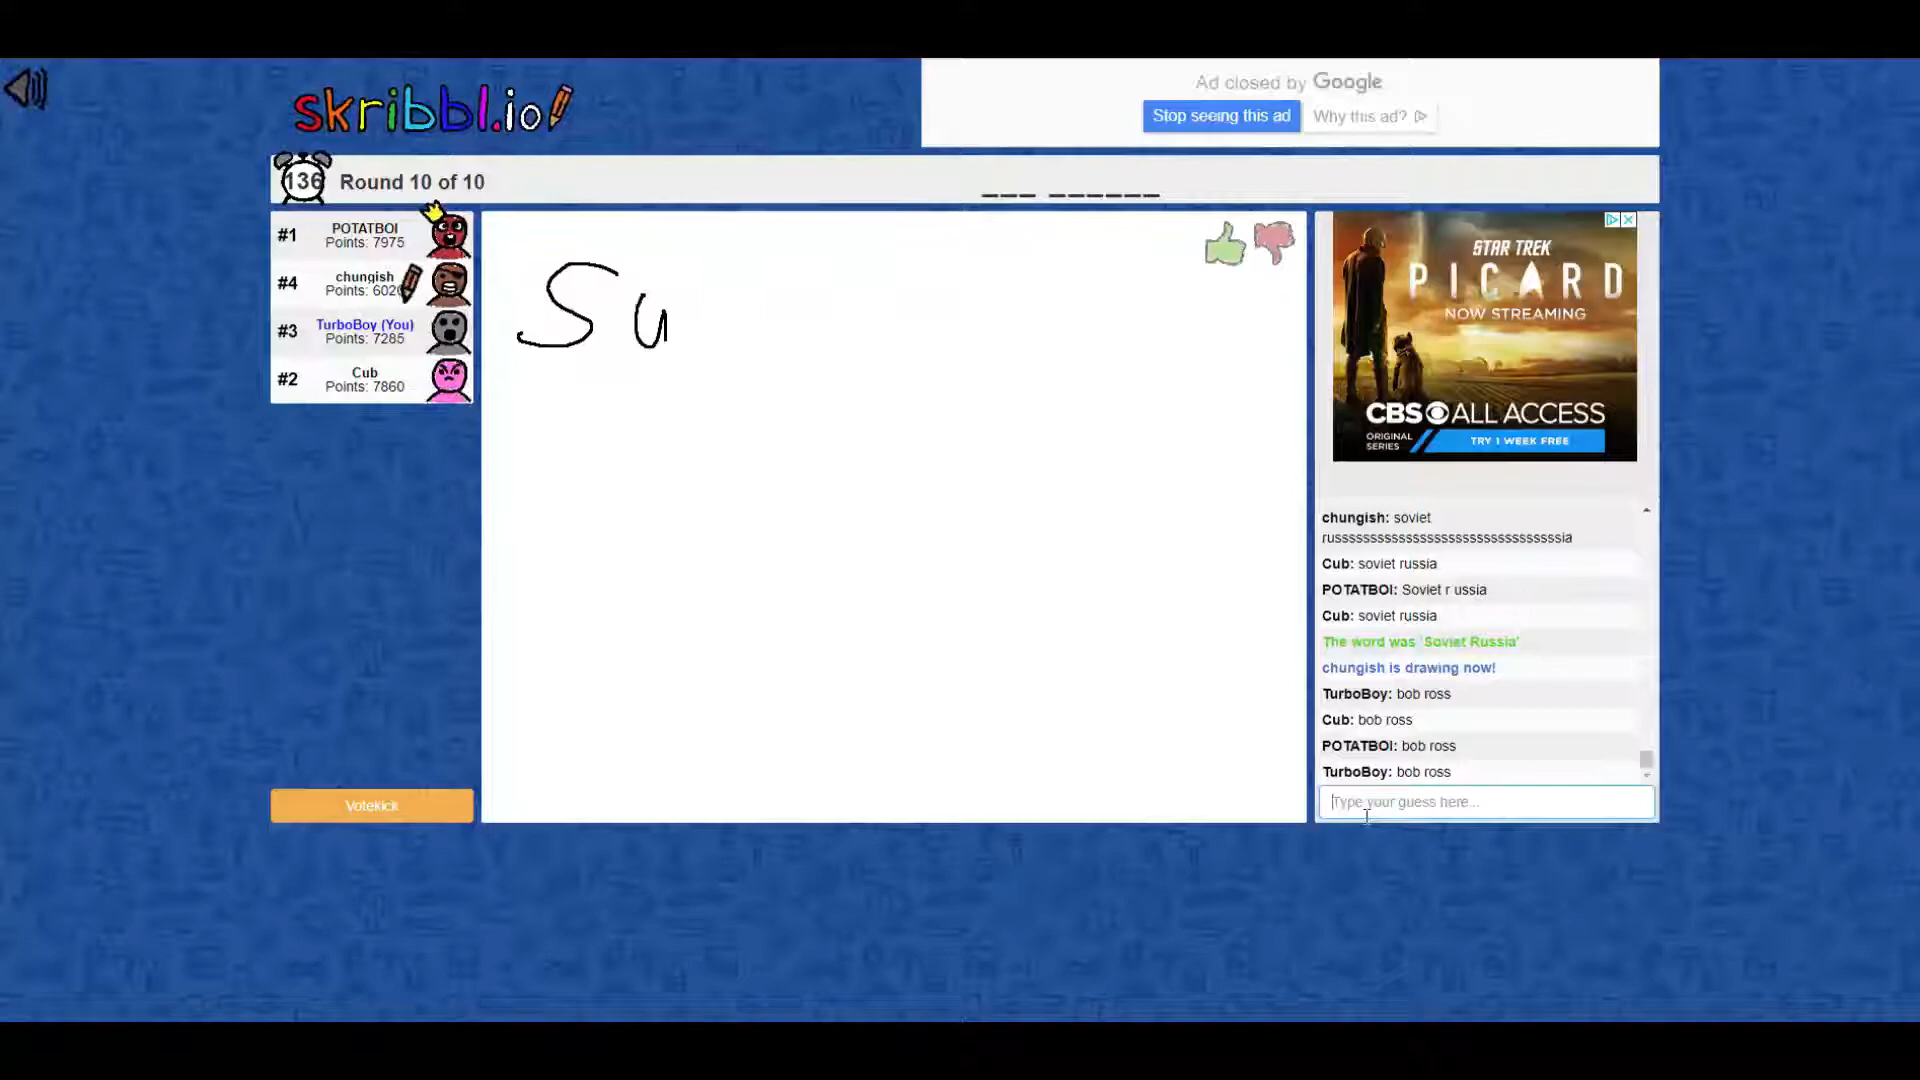 skribbl.io
Ad closed by Google
Stop seeing this ad
Why this ad?
136
Round 10 of 10
___ ______
#1
POTATBOI
Points: 7975
#4
chungish
Points: 602
#3
TurboBoy (You)
Points: 7285
#2
Cub
Points: 7860
Votekick
Su
STAR TREK
PICARD
NOW STREAMING
CBS ALL ACCESS
ORIGINAL SERIES
TRY 1 WEEK FREE
chungish: soviet
russsssssssssssssssssssssssssssssssia
Cub: soviet russia
POTATBOI: Soviet r ussia
Cub: soviet russia
The word was 'Soviet Russia'
chungish is drawing now!
TurboBoy: bob ross
Cub: bob ross
POTATBOI: bob ross
TurboBoy: bob ross
Type your guess here...